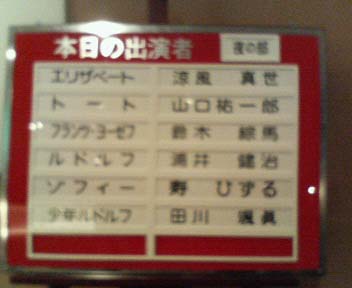 本日の出演者 夜の部
エリザベート 涼風 真世
トート 山口祐一郎
フランツ・ヨーゼフ 鈴木 綜馬
ルドルフ 浦井 健治
ゾフィー 寿 ひずる
少年ルドルフ 田川 颯眞